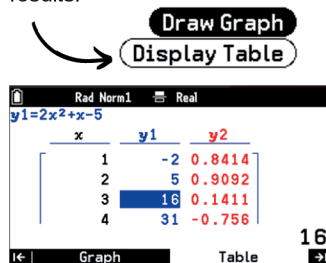 Draw Graph
Display Table
Rad Norm1 Real
y1=2x²+x-5
x y1 y2
1 -2 0.8414
2 5 0.9092
3 16 0.1411
4 31 -0.756
16
Graph Table